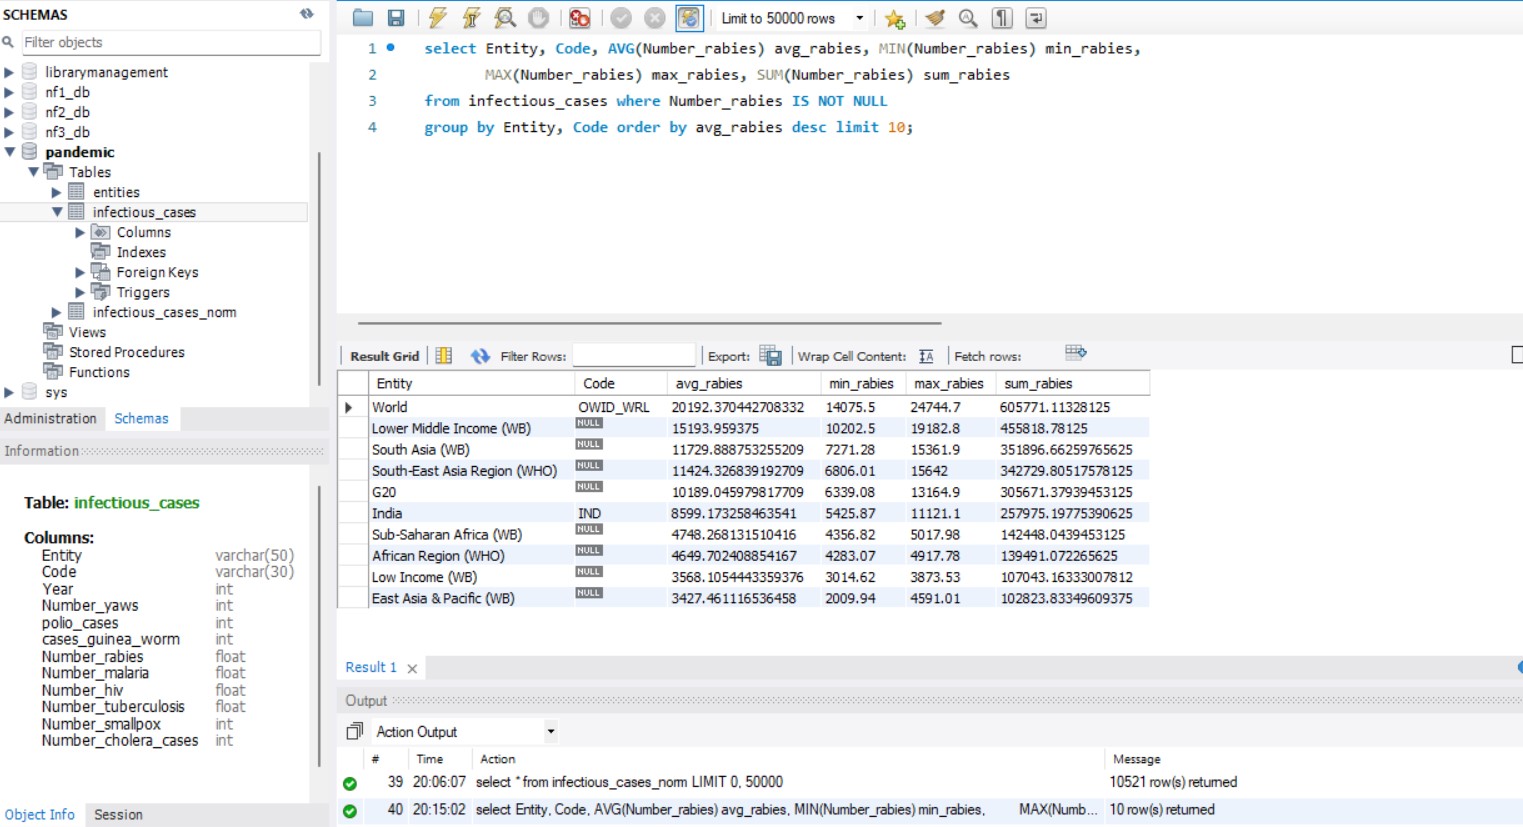 SCHEMAS
Filter objects
librarymanagement
nf1_db
nf2_db
nf3_db
pandemic
Tables
entities
infectious_cases
Columns
Indexes
Foreign Keys
Triggers
infectious_cases_norm
Views
Stored Procedures
Functions
sys
Administration Schemas
Information
Table: infectious_cases
Columns:
Entity varchar(50)
Code varchar(30)
Year int
Number_yaws int
polio_cases int
cases_guinea_worm int
Number_rabies float
Number_malaria float
Number_hiv float
Number_tuberculosis float
Number_smallpox int
Number_cholera_cases int
Object Info Session
Limit to 50000 rows
1 select Entity, Code, AVG(Number_rabies) avg_rabies, MIN(Number_rabies) min_rabies,
2 MAX(Number_rabies) max_rabies, SUM(Number_rabies) sum_rabies
3 from infectious_cases where Number_rabies IS NOT NULL
4 group by Entity, Code order by avg_rabies desc limit 10;
Result Grid Filter Rows: Export: Wrap Cell Content: IA Fetch rows:
Entity Code avg_rabies min_rabies max_rabies sum_rabies
World OWID_WRL 20192.370442708332 14075.5 24744.7 605771.11328125
Lower Middle Income (WB) NULL 15193.959375 10202.5 19182.8 455818.78125
South Asia (WB) NULL 11729.888753255209 7271.28 15361.9 351896.66259765625
South-East Asia Region (WHO) NULL 11424.326839192709 6806.01 15642 342729.80517578125
G20 NULL 10189.045979817709 6339.08 13164.9 305671.37939453125
India IND 8599.173258463541 5425.87 11121.1 257975.19775390625
Sub-Saharan Africa (WB) NULL 4748.268131510416 4356.82 5017.98 142448.0439453125
African Region (WHO) NULL 4649.702408854167 4283.07 4917.78 139491.072265625
Low Income (WB) NULL 3568.1054443359376 3014.62 3873.53 107043.16333007812
East Asia & Pacific (WB) NULL 3427.461116536458 2009.94 4591.01 102823.83349609375
Result 1
Output
Action Output
# Time Action Message
39 20:06:07 select * from infectious_cases_norm LIMIT 0, 50000 10521 row(s) returned
40 20:15:02 select Entity, Code, AVG(Number_rabies) avg_rabies, MIN(Number_rabies) min_rabies, MAX(Numb... 10 row(s) returned